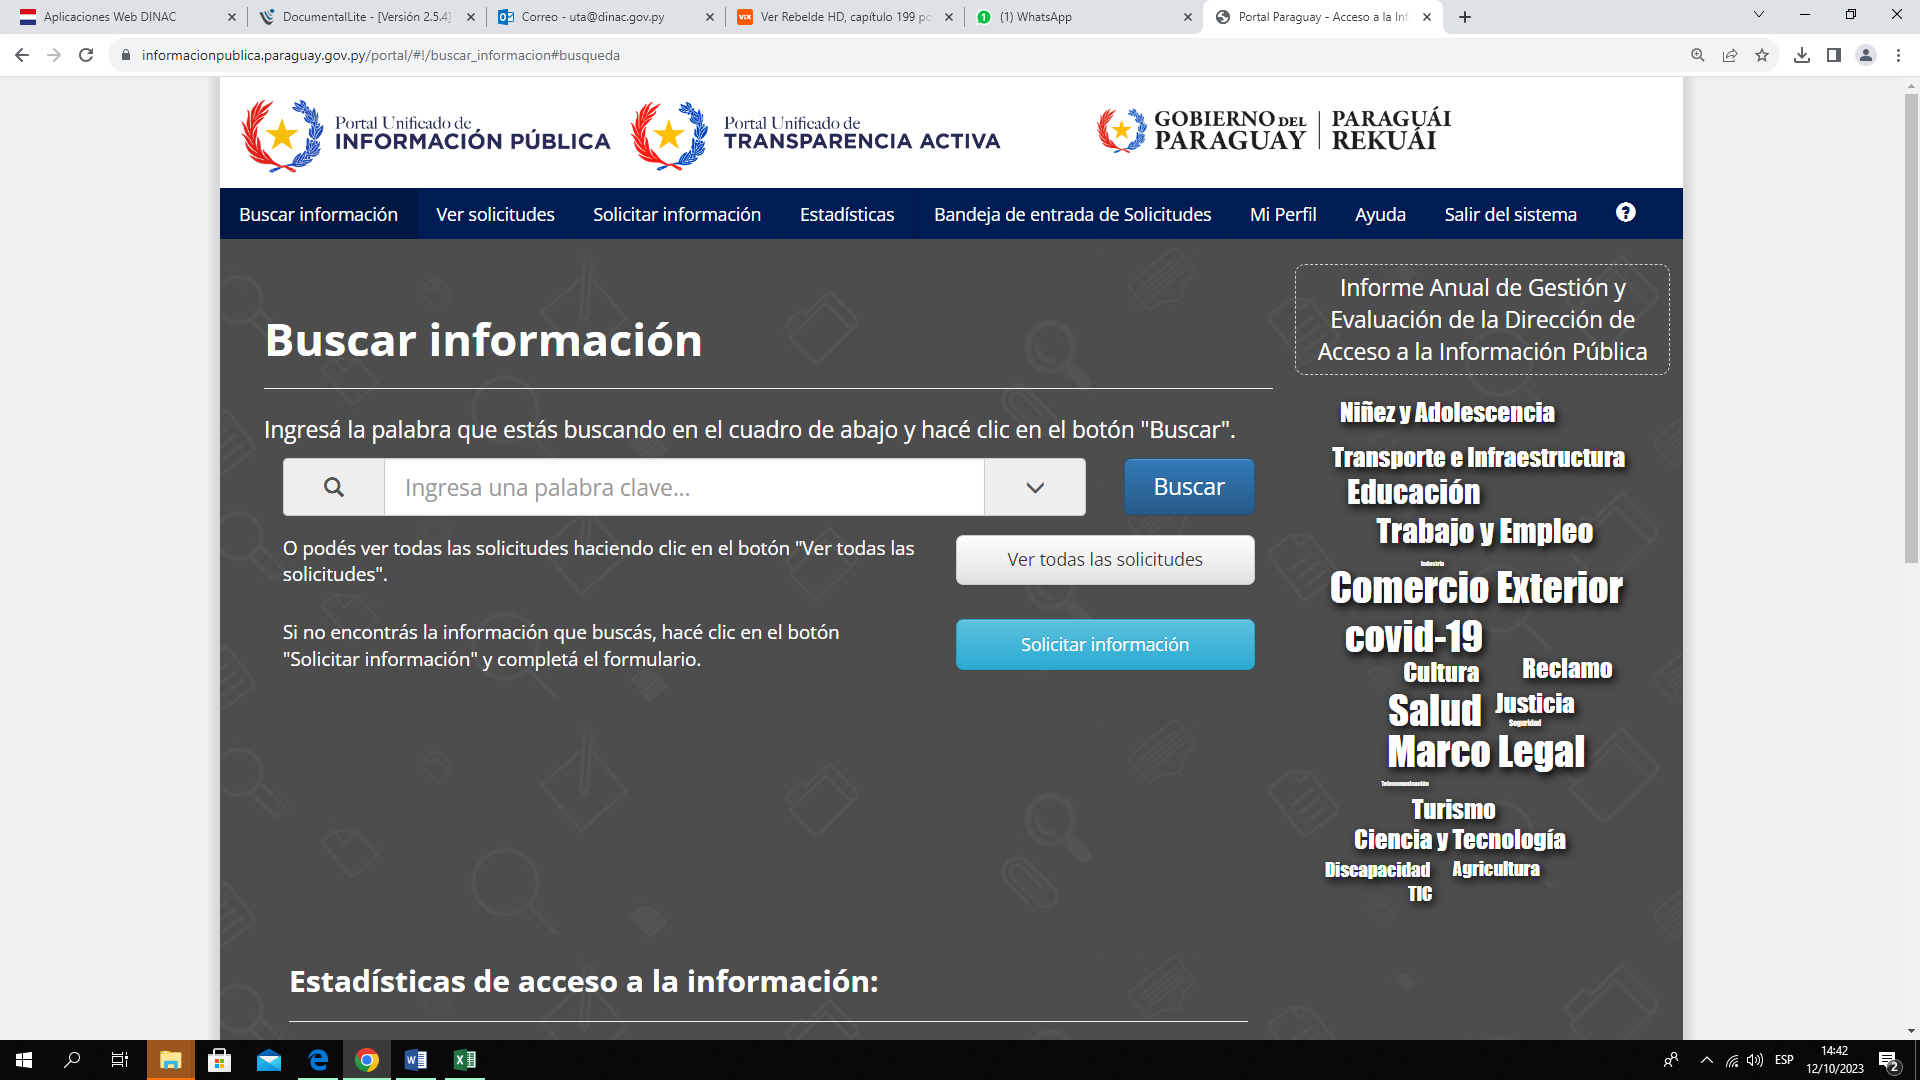 Aplicaciones Web DINAC
DocumentalLite - [Versión 2.5.4]
Correo - uta@dinac.gov.py
Ver Rebelde HD, capítulo 199 po
(1) WhatsApp
Portal Paraguay - Acceso a la Inf
informacionpublica.paraguay.gov.py/portal/#!/buscar_informacion#busqueda
Portal Unificado de
INFORMACIÓN PÚBLICA
Portal Unificado de
TRANSPARENCIA ACTIVA
GOBIERNO DEL
PARAGUAY
PARAGUÁI
REKUÁI
Buscar información
Ver solicitudes
Solicitar información
Estadísticas
Bandeja de entrada de Solicitudes
Mi Perfil
Ayuda
Salir del sistema
?
Buscar información
Ingresá la palabra que estás buscando en el cuadro de abajo y hacé clic en el botón "Buscar".
Ingresa una palabra clave...
Buscar
O podés ver todas las solicitudes haciendo clic en el botón "Ver todas las
solicitudes".
Ver todas las solicitudes
Si no encontrás la información que buscás, hacé clic en el botón
"Solicitar información" y completá el formulario.
Solicitar información
Informe Anual de Gestión y
Evaluación de la Dirección de
Acceso a la Información Pública
Niñez y Adolescencia
Transporte e Infraestructura
Educación
Trabajo y Empleo
Industria
Comercio Exterior
covid-19
Cultura
Reclamo
Salud
Justicia
Seguridad
Marco Legal
Telecomunicación
Turismo
Ciencia y Tecnología
Discapacidad
Agricultura
TIC
Estadísticas de acceso a la información:
ESP
14:42
12/10/2023
2